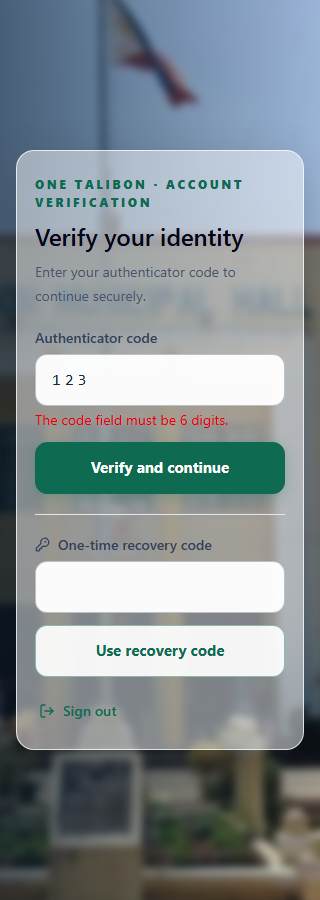 ONE TALIBON · ACCOUNT
VERIFICATION
Verify your identity
Enter your authenticator code to
continue securely.
Authenticator code
1 2 3
The code field must be 6 digits.
Verify and continue
One-time recovery code
Use recovery code
Sign out
HALL